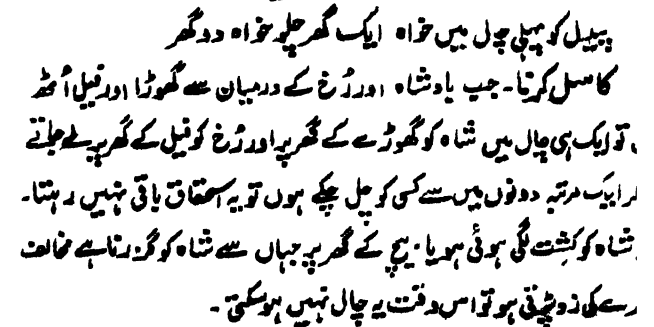 پیدل کو پہلی چال میں خواہ ایک گھر چلو خواہ دو گھر
کا سل کرتا۔ جب بادشاہ اور رُخ کے درمیان سے گھوڑا اور فیل اُٹھ
تو ایک ہی چال میں شاہ کو گھوڑے کے گھر پر اور رُخ کو فیل کے گھر پر لے جاتے
ایک مرتبہ دونوں میں سے کسی کو چل چکے ہوں تو یہ استحقاق باقی نہیں رہتا۔
شاہ کو کِشت لگی ہوئی ہو یا بیچ کے گھر پر جہاں سے شاہ کو گزرنا ہے مخالف
کی زد پڑتی ہو تو اس وقت یہ چال نہیں ہو سکتی۔